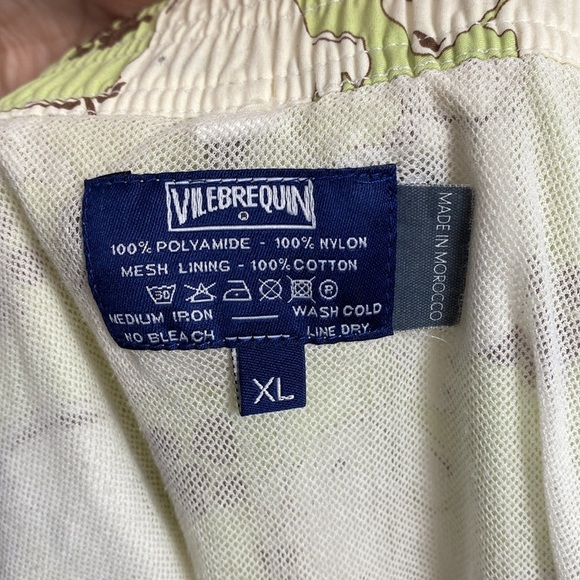 VILEBREQUIN
®
100% POLYAMIDE - 100% NYLON
MESH LINING - 100% COTTON
30 ®
MEDIUM IRON — WASH COLD
NO BLEACH LINE DRY
XL
MADE IN MOROCCO